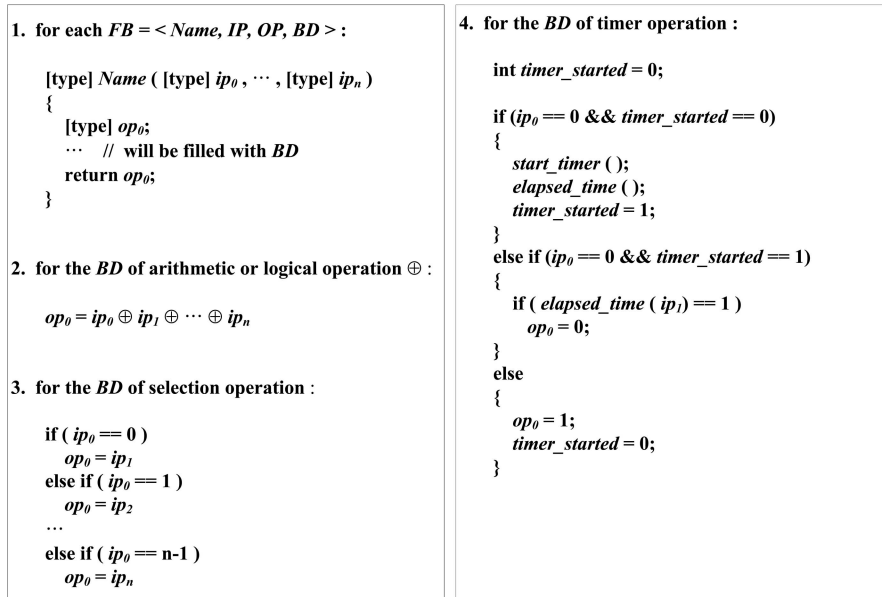 1. for each FB = < Name, IP, OP, BD > :
[type] Name ( [type] ip₀ , ⋯ , [type] ipₙ )
{
[type] op₀;
⋯ // will be filled with BD
return op₀;
}
2. for the BD of arithmetic or logical operation ⊕ :
op₀ = ip₀ ⊕ ip₁ ⊕ ⋯ ⊕ ipₙ
3. for the BD of selection operation :
if ( ip₀ == 0 )
op₀ = ip₁
else if ( ip₀ == 1 )
op₀ = ip₂
⋯
else if ( ip₀ == n-1 )
op₀ = ipₙ
4. for the BD of timer operation :
int timer_started = 0;
if (ip₀ == 0 && timer_started == 0)
{
start_timer ( );
elapsed_time ( );
timer_started = 1;
}
else if (ip₀ == 0 && timer_started == 1)
{
if ( elapsed_time ( ip₁) == 1 )
op₀ = 0;
}
else
{
op₀ = 1;
timer_started = 0;
}